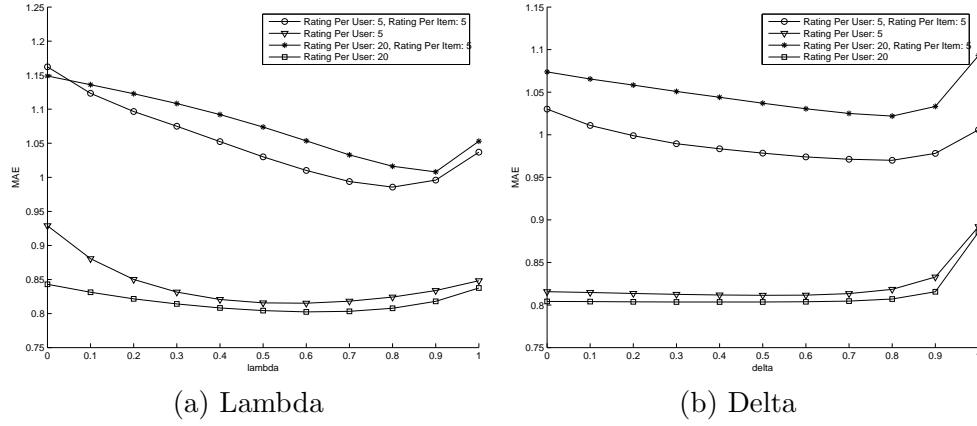 1.25
1.2
1.15
1.1
1.05
1
0.95
0.9
0.85
0.8
0.75
MAE
Rating Per User: 5, Rating Per Item: 5
Rating Per User: 5
Rating Per User: 20, Rating Per Item: 5
Rating Per User: 20
0 0.1 0.2 0.3 0.4 0.5 0.6 0.7 0.8 0.9 1
lambda
(a) Lambda
1.15
1.1
1.05
1
0.95
0.9
0.85
0.8
0.75
MAE
Rating Per User: 5, Rating Per Item: 5
Rating Per User: 5
Rating Per User: 20, Rating Per Item: 5
Rating Per User: 20
0 0.1 0.2 0.3 0.4 0.5 0.6 0.7 0.8 0.9
delta
(b) Delta